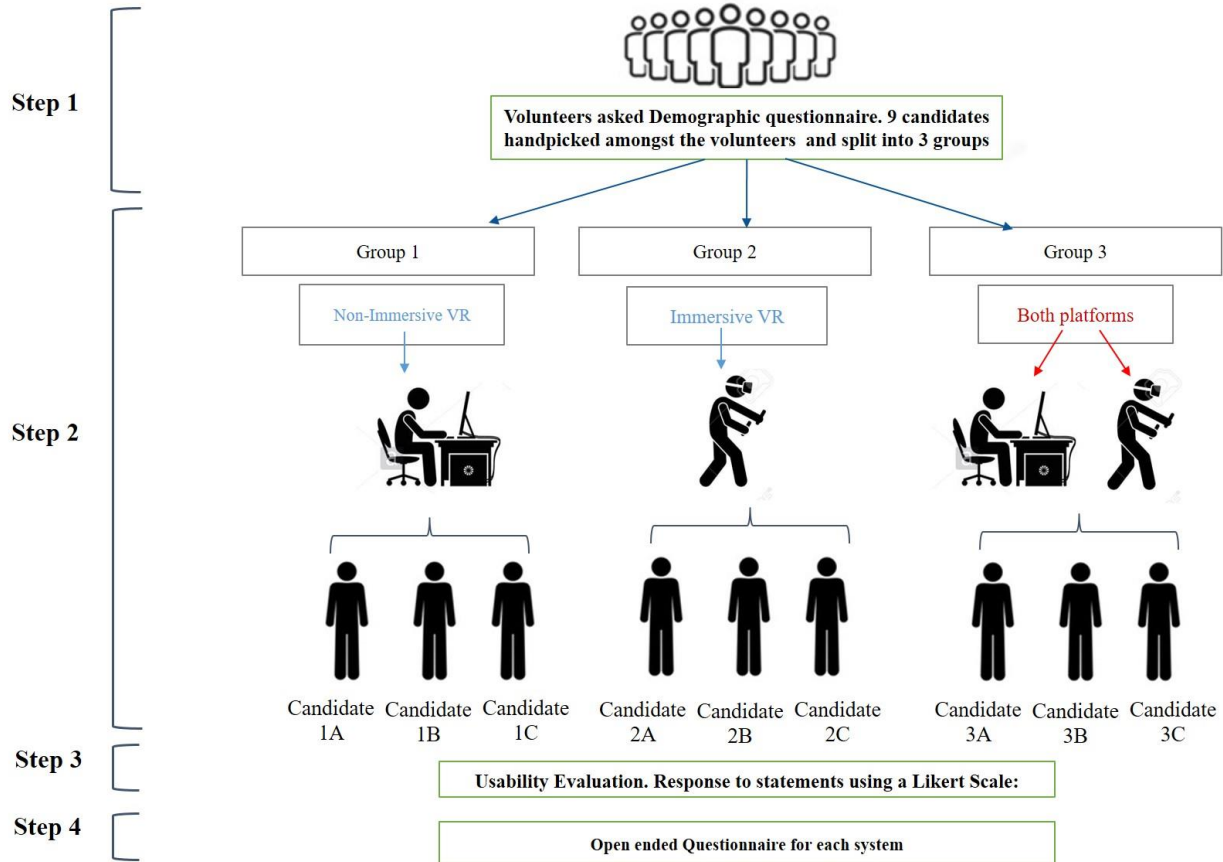 Step 1
Volunteers asked Demographic questionnaire. 9 candidates
handpicked amongst the volunteers and split into 3 groups
Step 2
Group 1
Group 2
Group 3
Non-Immersive VR
Immersive VR
Both platforms
Candidate
1A
Candidate
1B
Candidate
1C
Candidate
2A
Candidate
2B
Candidate
2C
Candidate
3A
Candidate
3B
Candidate
3C
Step 3
Usability Evaluation. Response to statements using a Likert Scale:
Step 4
Open ended Questionnaire for each system